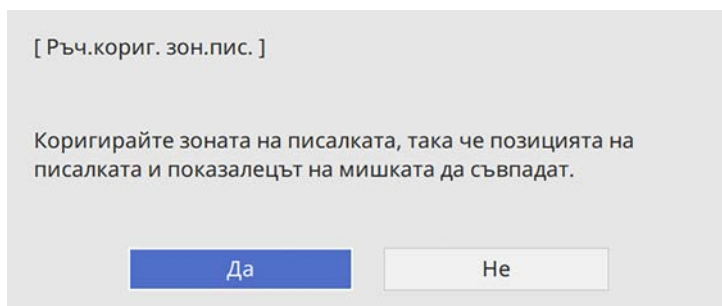 [ Ръч.кориг. зон.пис. ]
Коригирайте зоната на писалката, така че позицията на
писалката и показалецът на мишката да съвпадат.
Да
Не